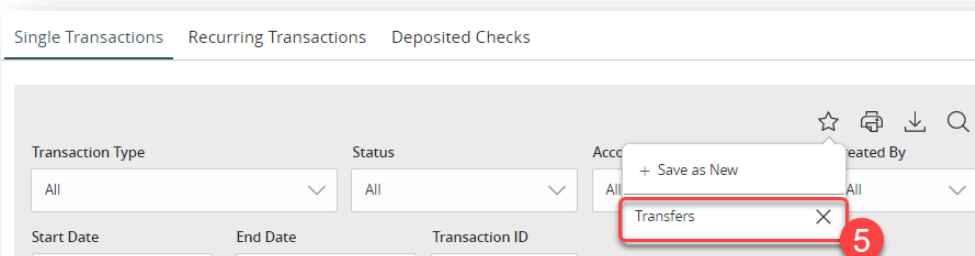 Single Transactions Recurring Transactions Deposited Checks
Transaction Type Status Acco eated By
+ Save as New
All All All All
Transfers
Start Date End Date Transaction ID
5